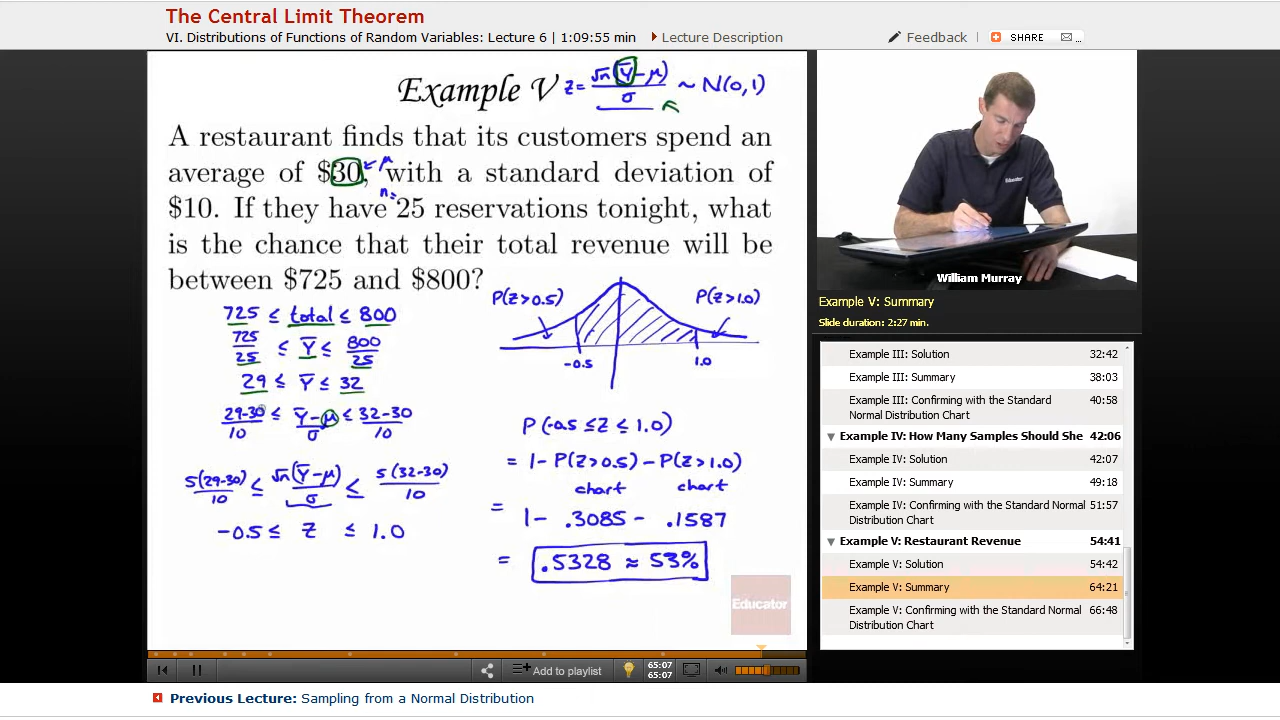 The Central Limit Theorem
VI. Distributions of Functions of Random Variables: Lecture 6 | 1:09:55 min
Lecture Description
Feedback
SHARE
Example V
Z = √n(Ȳ-μ)/σ ~ N(0,1)
A restaurant finds that its customers spend an
average of $30, with a standard deviation of
← μ
n=
$10. If they have 25 reservations tonight, what
is the chance that their total revenue will be
between $725 and $800?
725 ≤ total ≤ 800
725/25 ≤ Ȳ ≤ 800/25
29 ≤ Ȳ ≤ 32
29-30/10 ≤ Ȳ-μ/σ ≤ 32-30/10
5(29-30)/10 ≤ √n(Ȳ-μ)/σ ≤ 5(32-30)/10
-0.5 ≤ Z ≤ 1.0
P(Z>0.5)
P(Z>1.0)
-0.5
1.0
P(-0.5 ≤ Z ≤ 1.0)
= 1- P(Z>0.5) - P(Z>1.0)
chart chart
= 1- .3085 - .1587
= .5328 ≈ 53%
Educator
Educator
William Murray
Example V: Summary
Slide duration: 2:27 min.
Example III: Solution 32:42
Example III: Summary 38:03
Example III: Confirming with the Standard 40:58
Normal Distribution Chart
Example IV: How Many Samples Should She 42:06
Example IV: Solution 42:07
Example IV: Summary 49:18
Example IV: Confirming with the Standard Normal 51:57
Distribution Chart
Example V: Restaurant Revenue 54:41
Example V: Solution 54:42
Example V: Summary 64:21
Example V: Confirming with the Standard Normal 66:48
Distribution Chart
Add to playlist
65:07
65:07
Previous Lecture: Sampling from a Normal Distribution